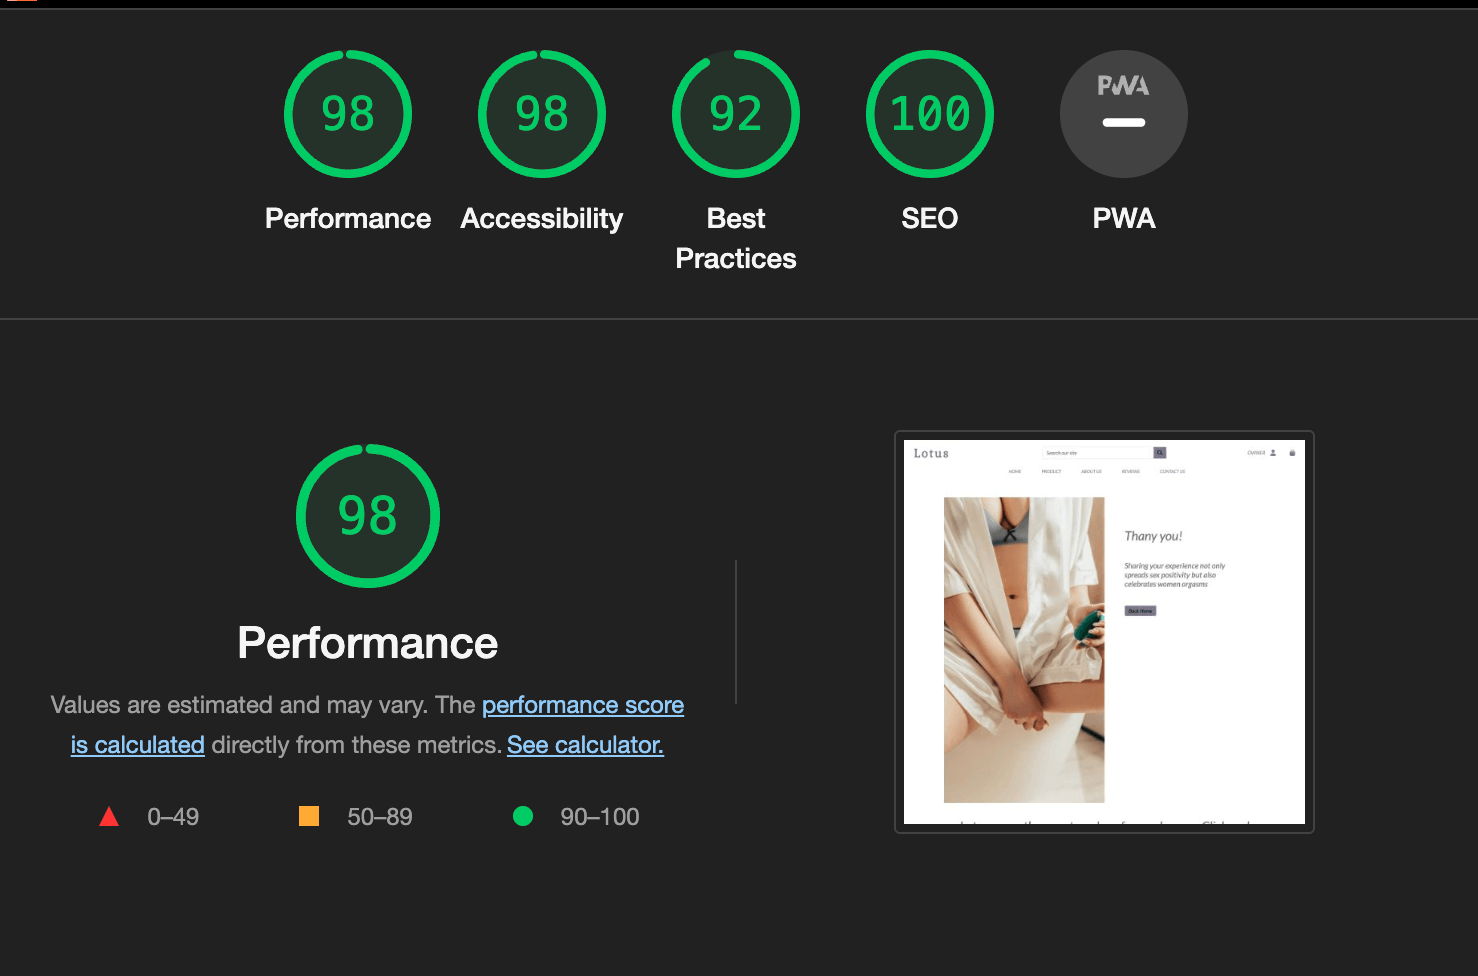 98
98
92
100
PWA
Performance
Accessibility
Best
Practices
SEO
PWA
98
Performance
Values are estimated and may vary. The performance score
is calculated directly from these metrics. See calculator.
0–49
50–89
90–100
Lotus
Search our site
OWNER
HOME
PRODUCT
ABOUT US
REVIEWS
CONTACT US
Thany you!
Sharing your experience not only
spreads sex positivity but also
celebrates women orgasms
Back Home